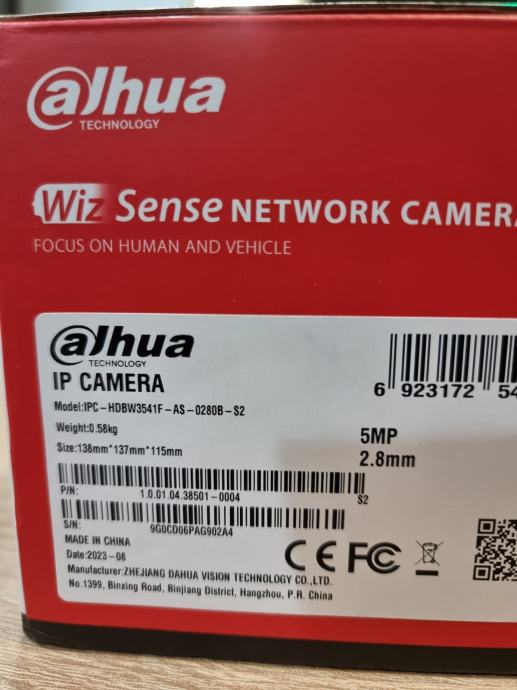 alhua
TECHNOLOGY
Wiz Sense NETWORK CAMERA
FOCUS ON HUMAN AND VEHICLE
alhua
TECHNOLOGY
IP CAMERA
Model:IPC-HDBW3541F-AS-0280B-S2
Weight:0.58kg
Size:138mm*137mm*115mm
6 923172 54
5MP
2.8mm
P/N: 1.0.01.04.38501-0004 S2
S/N: 9G0CD06PAG902A4
MADE IN CHINA
Date:2023-08
CE FC
Manufacturer:ZHEJIANG DAHUA VISION TECHNOLOGY CO.,LTD.
No.1399, Binxing Road, Binjiang District, Hangzhou, P.R. China